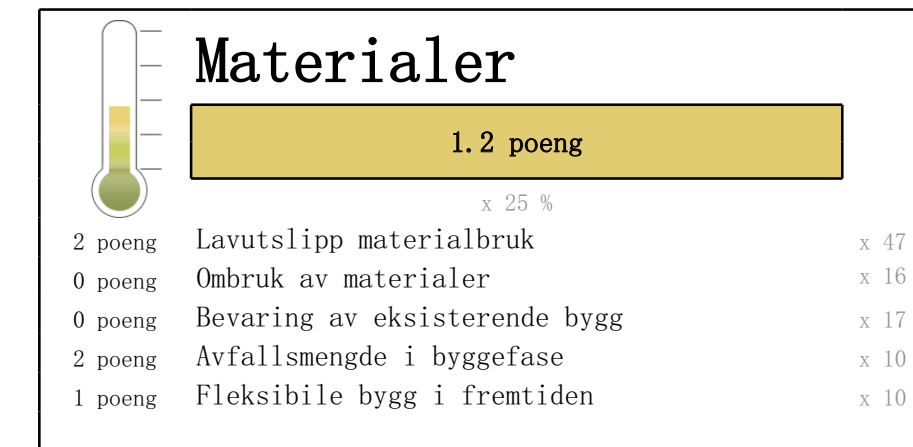 Materialer
1.2 poeng
x 25 %
2 poeng Lavutslipp materialbruk x 47
0 poeng Ombruk av materialer x 16
0 poeng Bevaring av eksisterende bygg x 17
2 poeng Avfallsmengde i byggefase x 10
1 poeng Fleksibile bygg i fremtiden x 10